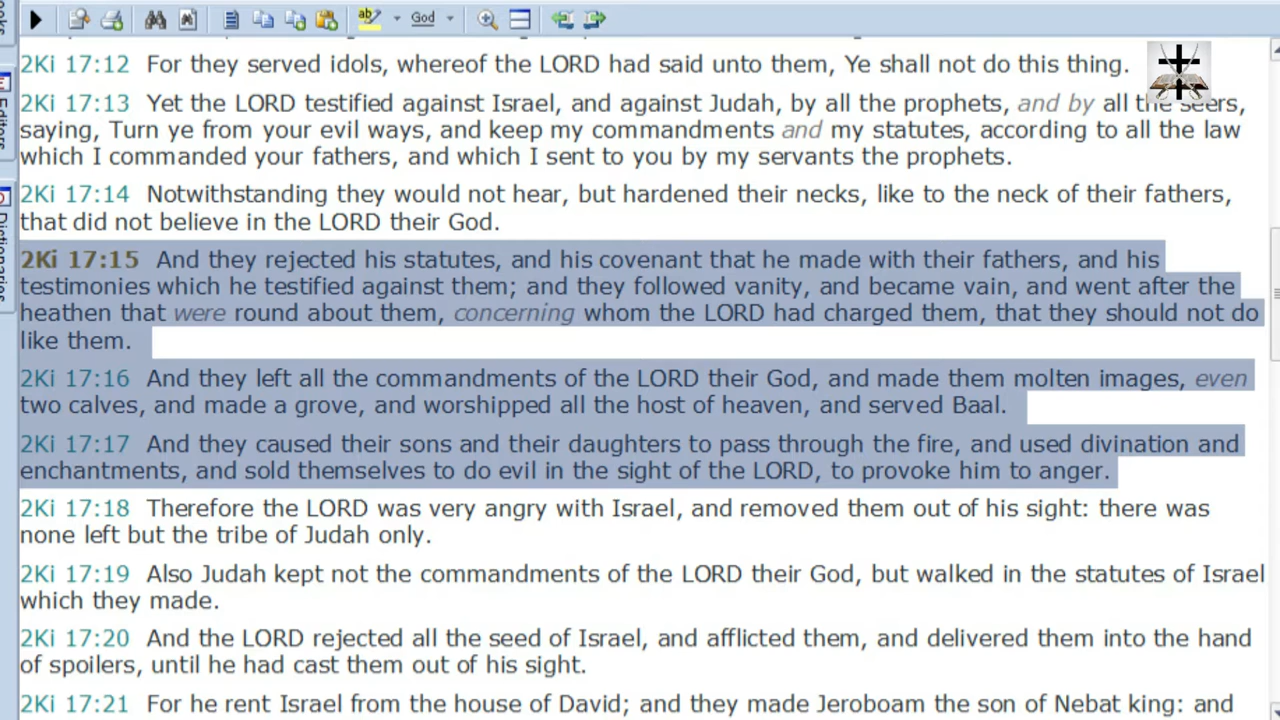 God
2Ki 17:12 For they served idols, whereof the LORD had said unto them, Ye shall not do this thing.
2Ki 17:13 Yet the LORD testified against Israel, and against Judah, by all the prophets, and by all the seers,
saying, Turn ye from your evil ways, and keep my commandments and my statutes, according to all the law
which I commanded your fathers, and which I sent to you by my servants the prophets.
2Ki 17:14 Notwithstanding they would not hear, but hardened their necks, like to the neck of their fathers,
that did not believe in the LORD their God.
2Ki 17:15 And they rejected his statutes, and his covenant that he made with their fathers, and his
testimonies which he testified against them; and they followed vanity, and became vain, and went after the
heathen that were round about them, concerning whom the LORD had charged them, that they should not do
like them.
2Ki 17:16 And they left all the commandments of the LORD their God, and made them molten images, even
two calves, and made a grove, and worshipped all the host of heaven, and served Baal.
2Ki 17:17 And they caused their sons and their daughters to pass through the fire, and used divination and
enchantments, and sold themselves to do evil in the sight of the LORD, to provoke him to anger.
2Ki 17:18 Therefore the LORD was very angry with Israel, and removed them out of his sight: there was
none left but the tribe of Judah only.
2Ki 17:19 Also Judah kept not the commandments of the LORD their God, but walked in the statutes of Israel
which they made.
2Ki 17:20 And the LORD rejected all the seed of Israel, and afflicted them, and delivered them into the hand
of spoilers, until he had cast them out of his sight.
2Ki 17:21 For he rent Israel from the house of David; and they made Jeroboam the son of Nebat king: and
Editors
Dictionaries